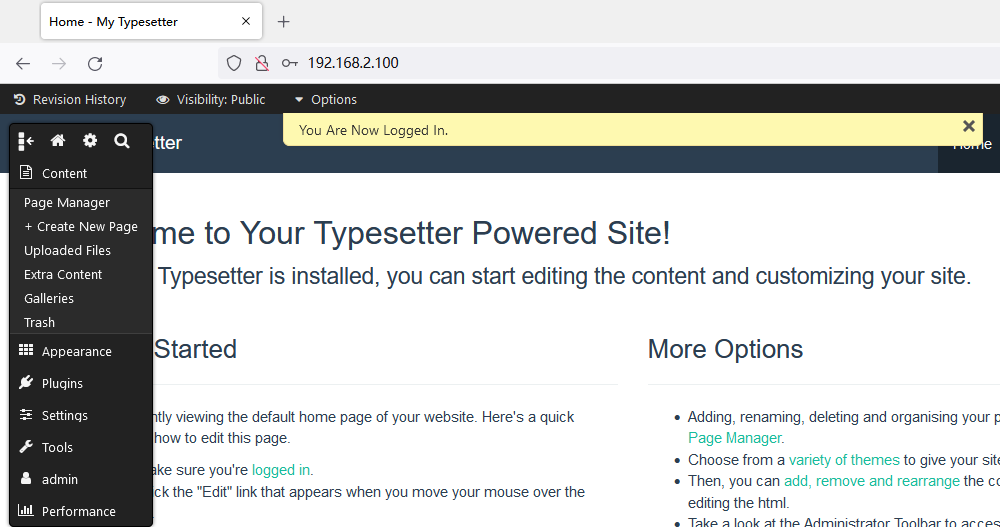 Home - My Typesetter
192.168.2.100
Revision History Visibility: Public Options
You Are Now Logged In.
Home
Content
Page Manager
+ Create New Page
Uploaded Files
Extra Content
Galleries
Trash
Appearance
Plugins
Settings
Tools
admin
Performance
etter
me to Your Typesetter Powered Site!
Typesetter is installed, you can start editing the content and customizing your site.
Started
ntly viewing the default home page of your website. Here's a quick
how to edit this page.
ake sure you're logged in.
ck the "Edit" link that appears when you move your mouse over the
More Options
Adding, renaming, deleting and organising your p
Page Manager.
Choose from a variety of themes to give your site
Then, you can add, remove and rearrange the co
editing the html.
Take a look at the Administrator Toolbar to acces